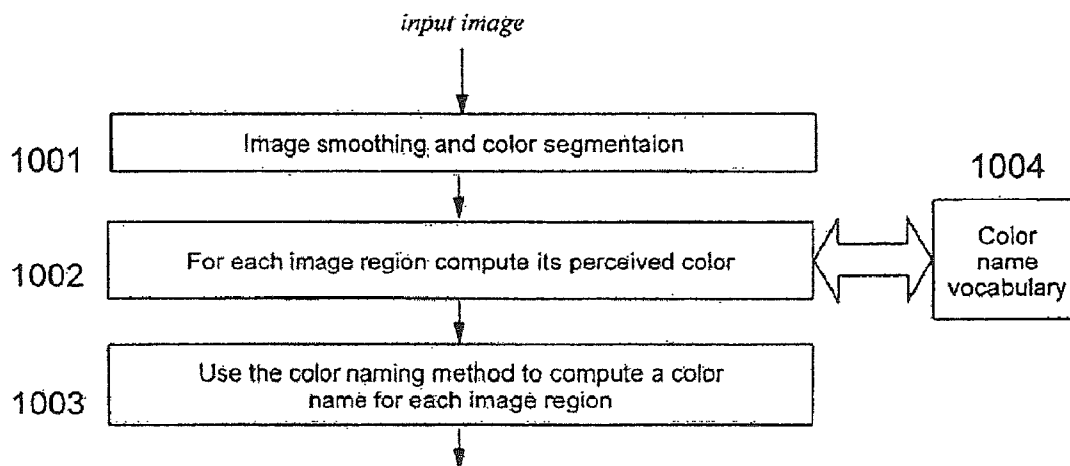 input image
Image smoothing and color segmentaion
1001
1004
For each image region compute its perceived color
1002
Color
name
vocabulary
Use the color naming method to compute a color
name for each image region
1003